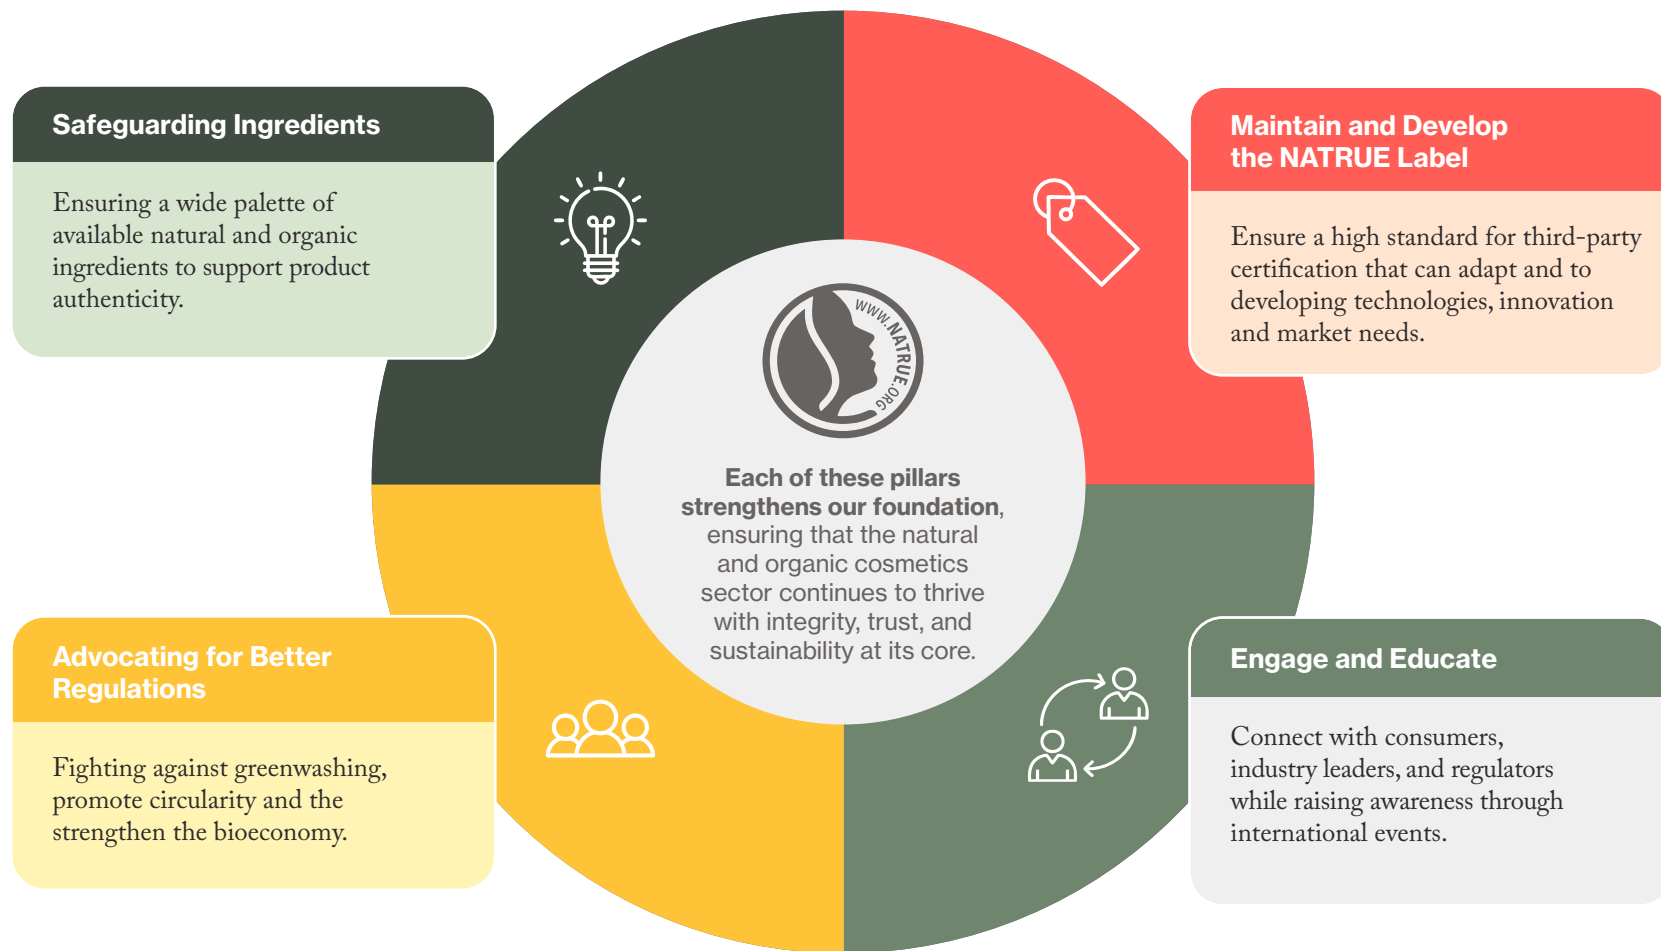 Safeguarding Ingredients
Ensuring a wide palette of
available natural and organic
ingredients to support product
authenticity.
Maintain and Develop
the NATRUE Label
Ensure a high standard for third-party
certification that can adapt and to
developing technologies, innovation
and market needs.
WWW.NATRUE.ORG
Each of these pillars
strengthens our foundation,
ensuring that the natural
and organic cosmetics
sector continues to thrive
with integrity, trust, and
sustainability at its core.
Advocating for Better
Regulations
Fighting against greenwashing,
promote circularity and the
strengthen the bioeconomy.
Engage and Educate
Connect with consumers,
industry leaders, and regulators
while raising awareness through
international events.